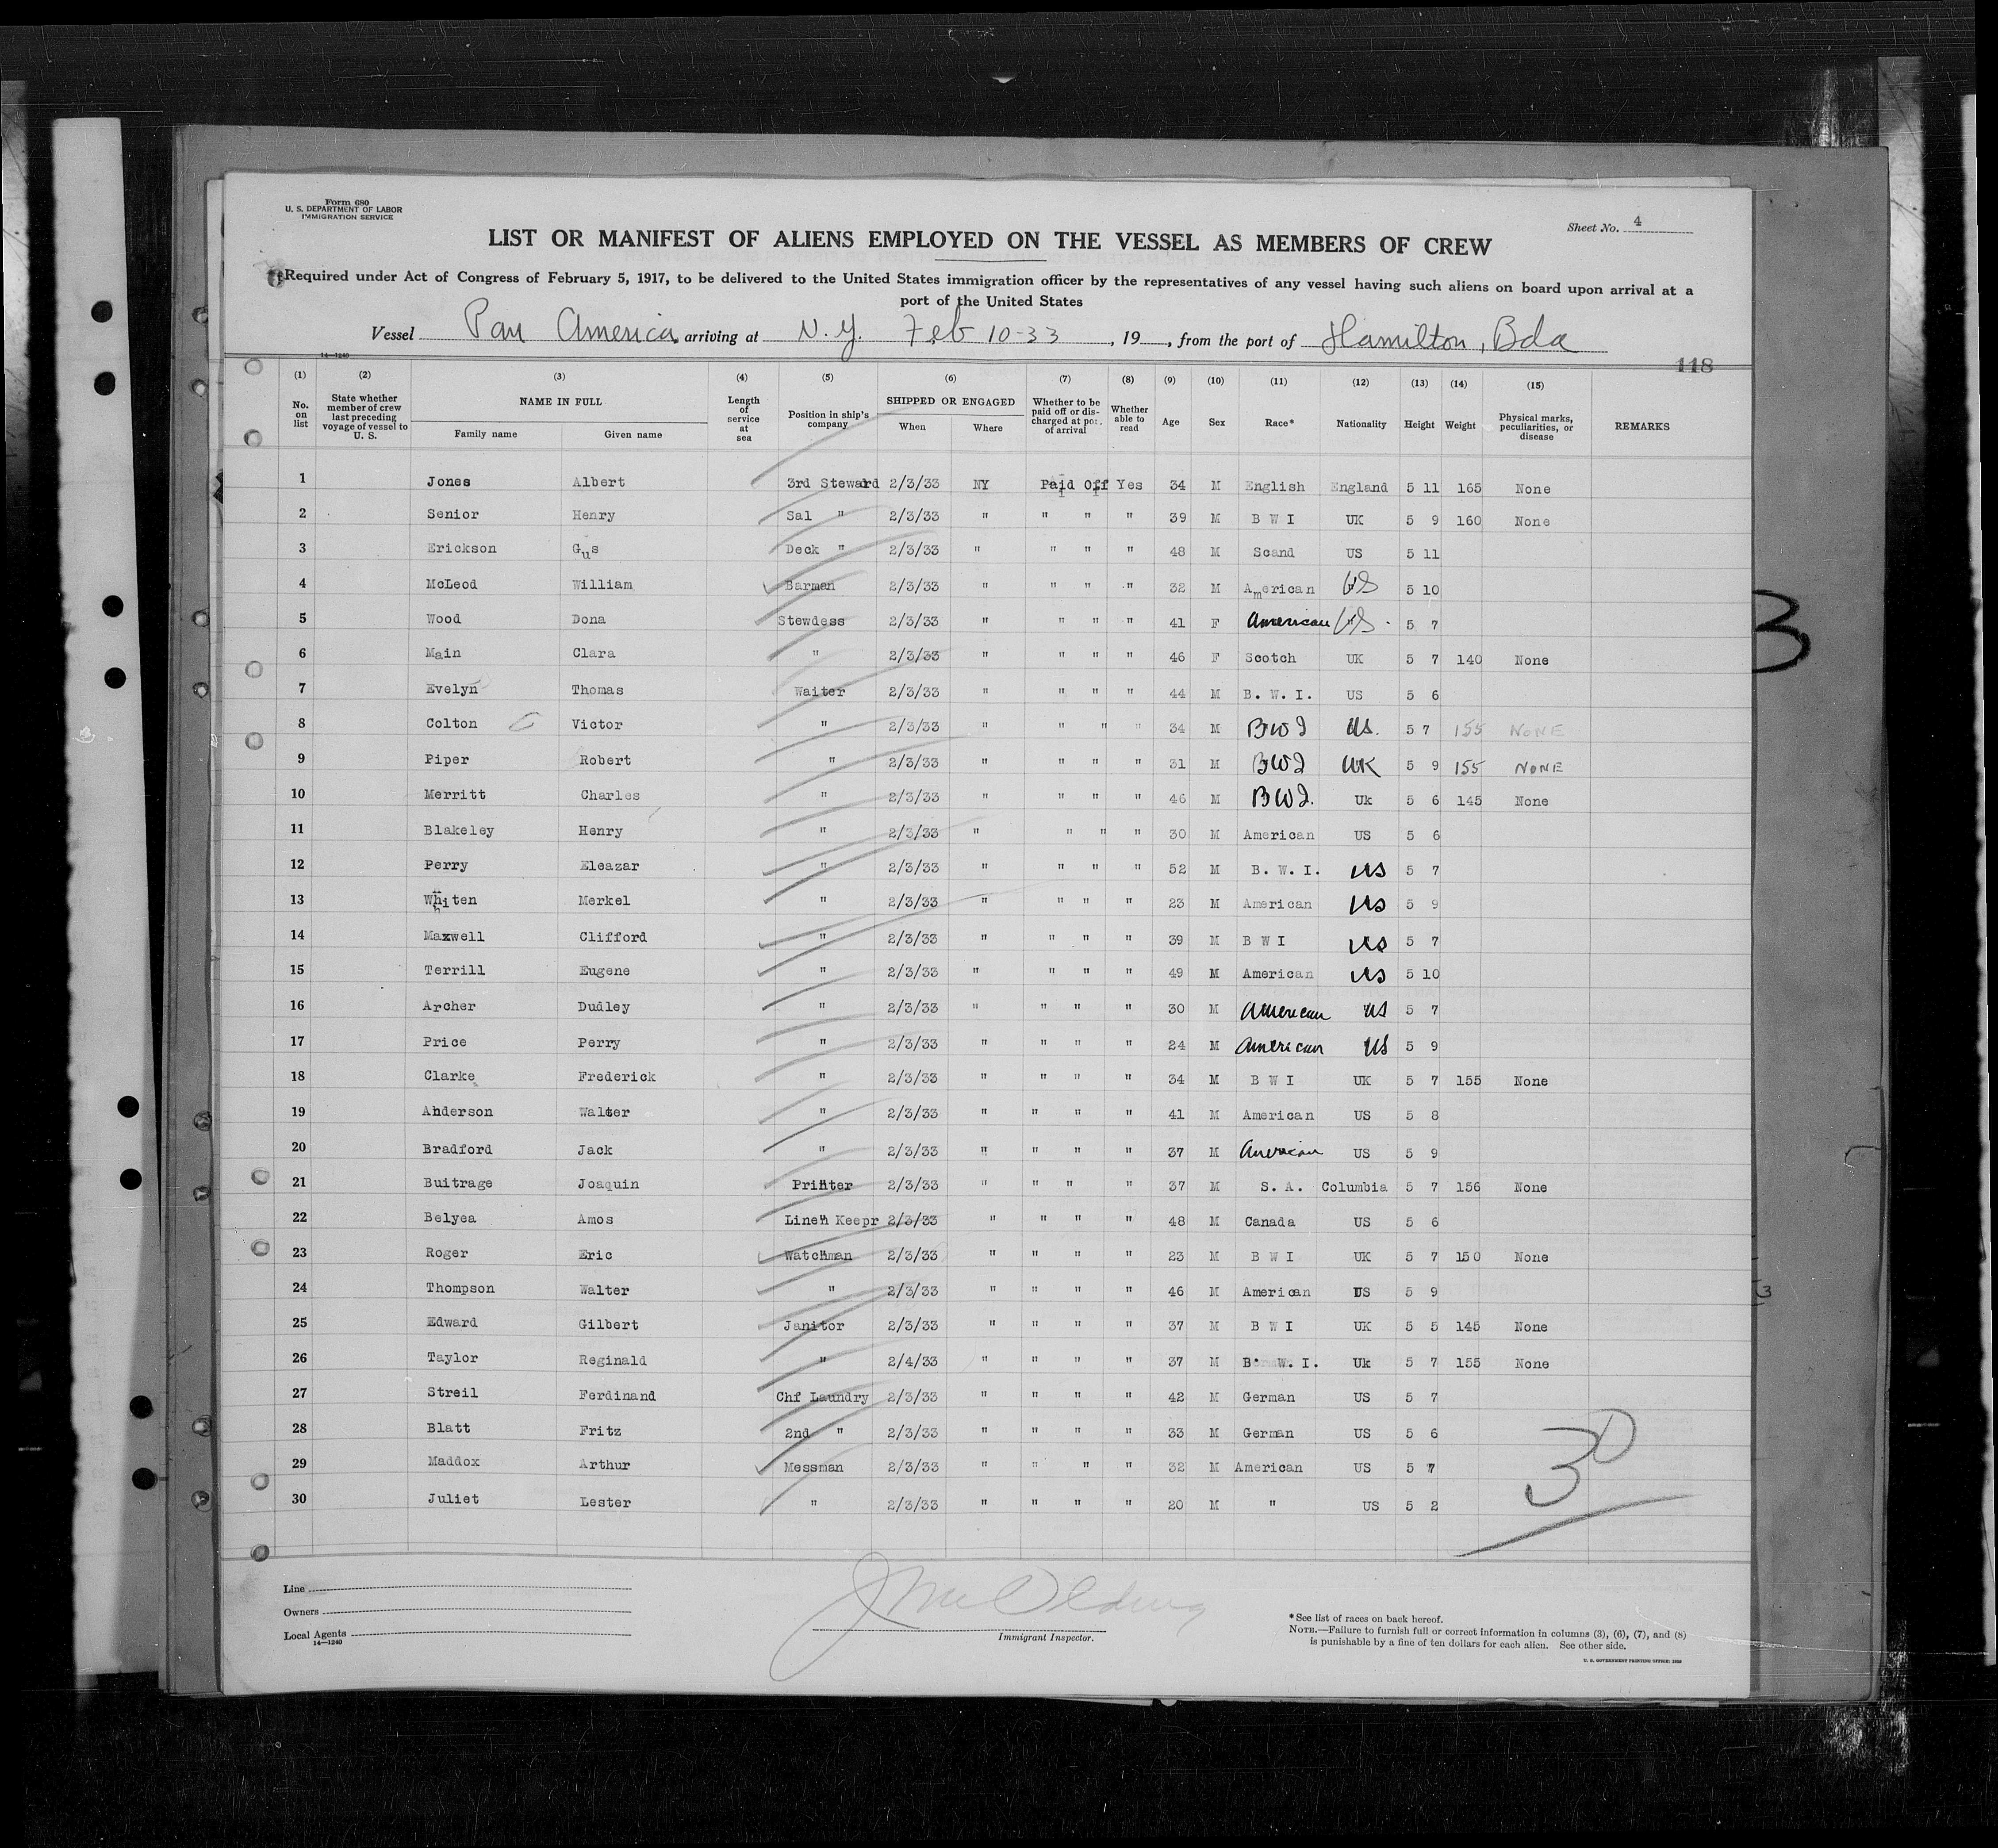 Form 680
U. S. DEPARTMENT OF LABOR
IMMIGRATION SERVICE
Sheet No. 4
LIST OR MANIFEST OF ALIENS EMPLOYED ON THE VESSEL AS MEMBERS OF CREW
Required under Act of Congress of February 5, 1917, to be delivered to the United States immigration officer by the representatives of any vessel having such aliens on board upon arrival at a
port of the United States
Vessel Pan America, arriving at N.Y. Feb 10-33, 19__, from the port of Hamilton, Bda
14—1240
118
(1) (2) (3) (4) (5) (6) (7) (8) (9) (10) (11) (12) (13) (14) (15)
No. on list State whether member of crew last preceding voyage of vessel to U. S. NAME IN FULL Family name Given name Length of service at sea Position in ship's company SHIPPED OR ENGAGED When Where Whether to be paid off or discharged at port of arrival Whether able to read Age Sex Race* Nationality Height Weight Physical marks, peculiarities, or disease REMARKS
1 Jones Albert 3rd Steward 2/3/33 NY Paid Off Yes 34 M English England 5 11 165 None
2 Senior Henry Sal " 2/3/33 " " " " 39 M B W I UK 5 9 160 None
3 Erickson Gus Deck " 2/3/33 " " " " 48 M Scand US 5 11
4 McLeod William Barman 2/3/33 " " " " 32 M American US 5 10
5 Wood Dona Stewdess 2/3/33 " " " " 41 F American US 5 7
6 Main Clara " 2/3/33 " " " " 46 F Scotch UK 5 7 140 None
7 Evelyn Thomas Waiter 2/3/33 " " " " 44 M B. W. I. US 5 6
8 Colton Victor " 2/3/33 " " " " 34 M BWI US. 5 7 155 NONE
9 Piper Robert " 2/3/33 " " " " 31 M BWI UK 5 9 155 NONE
10 Merritt Charles " 2/3/33 " " " " 46 M BWI. Uk 5 6 145 None
11 Blakeley Henry " 2/3/33 " " " " 30 M American US 5 6
12 Perry Eleazar " 2/3/33 " " " " 52 M B. W. I. US 5 7
13 Whiten Merkel " 2/3/33 " " " " 23 M American US 5 9
14 Maxwell Clifford " 2/3/33 " " " " 39 M B W I US 5 7
15 Terrill Eugene " 2/3/33 " " " " 49 M American US 5 10
16 Archer Dudley " 2/3/33 " " " " 30 M American US 5 7
17 Price Perry " 2/3/33 " " " " 24 M American US 5 9
18 Clarke Frederick " 2/3/33 " " " " 34 M B W I UK 5 7 155 None
19 Anderson Walter " 2/3/33 " " " " 41 M American US 5 8
20 Bradford Jack " 2/3/33 " " " " 37 M American US 5 9
21 Buitrage Joaquin Printer 2/3/33 " " " " 37 M S. A. Columbia 5 7 156 None
22 Belyea Amos Linen Keepr 2/3/33 " " " " 48 M Canada US 5 6
23 Roger Eric Watchman 2/3/33 " " " " 23 M B W I UK 5 7 150 None
24 Thompson Walter " 2/3/33 " " " " 46 M American US 5 9
25 Edward Gilbert Janitor 2/3/33 " " " " 37 M B W I UK 5 5 145 None
26 Taylor Reginald " 2/4/33 " " " " 37 M B. W. I. Uk 5 7 155 None
27 Streil Ferdinand Chf Laundry 2/3/33 " " " " 42 M German US 5 7
28 Blatt Fritz 2nd " 2/3/33 " " " " 33 M German US 5 6
29 Maddox Arthur Messman 2/3/33 " " " " 32 M American US 5 7
30 Juliet Lester " 2/3/33 " " " " 20 M " US 5 2
30
3
3
Line
Owners
Local Agents
14—1240
Immigrant Inspector.
* See list of races on back hereof.
NOTE.—Failure to furnish full or correct information in columns (3), (6), (7), and (8)
is punishable by a fine of ten dollars for each alien. See other side.